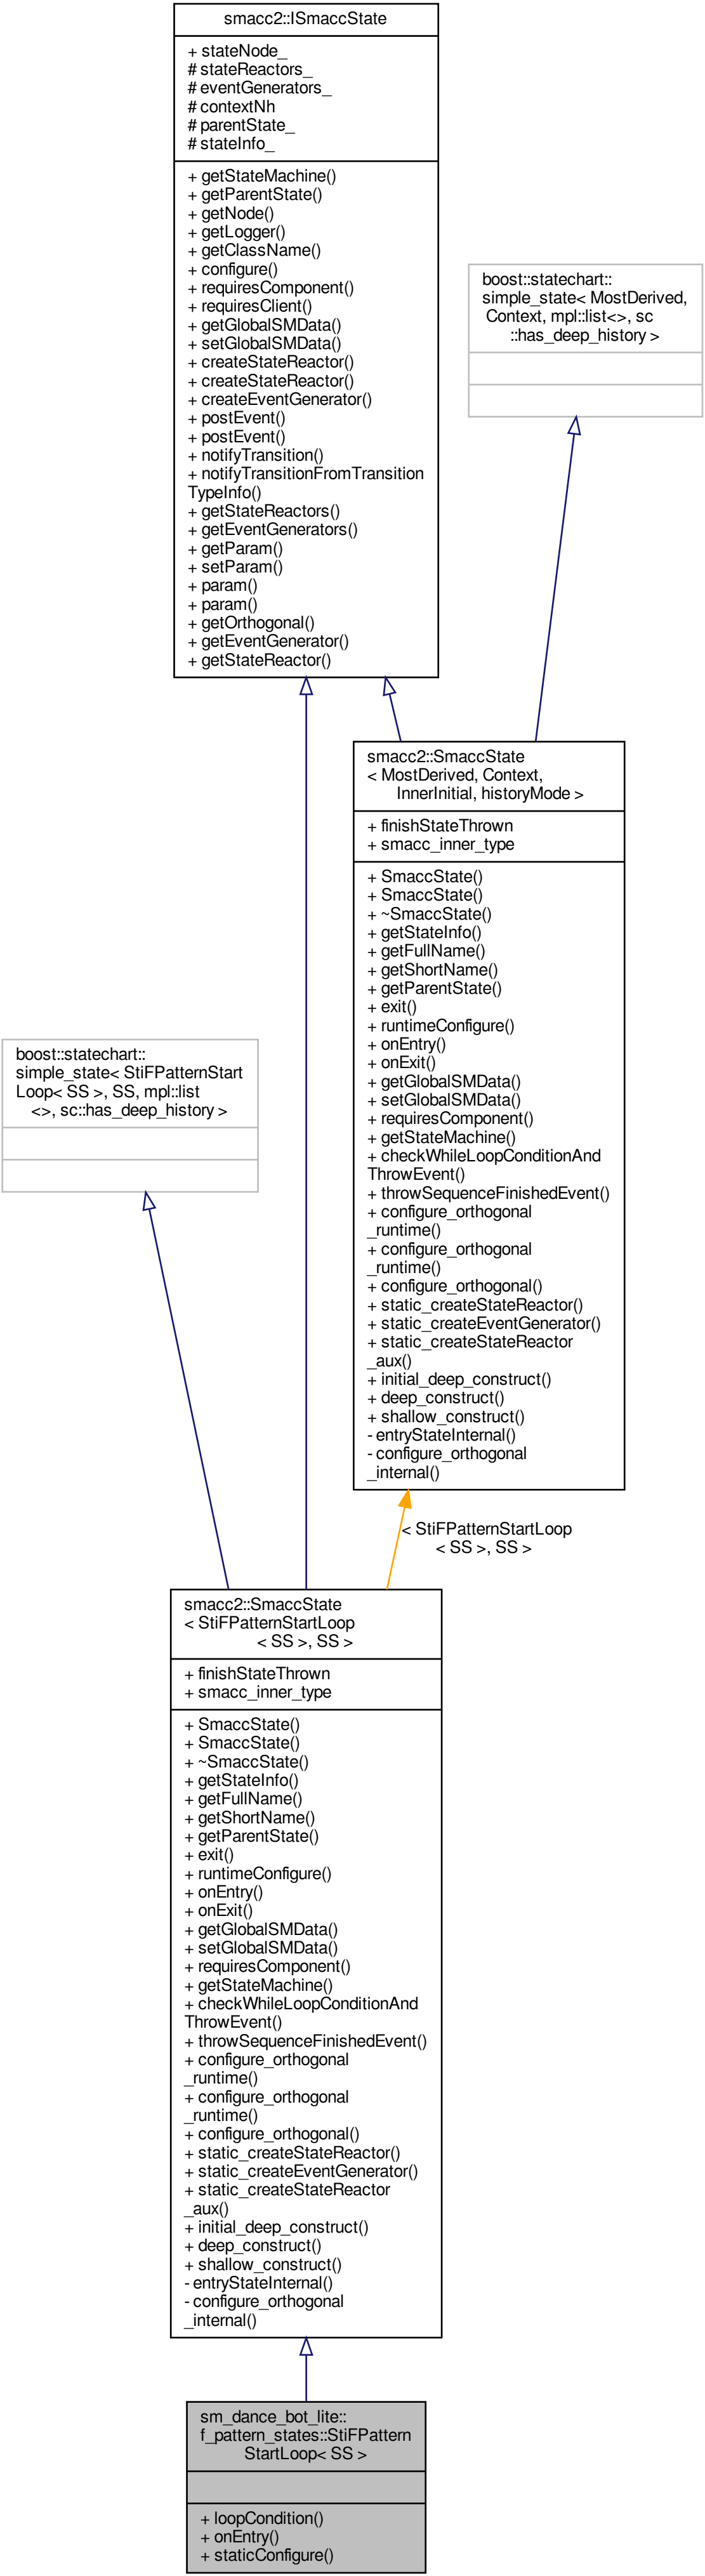 smacc2::ISmaccState
+ stateNode_
# stateReactors_
# eventGenerators_
# contextNh
# parentState_
# stateInfo_
+ getStateMachine()
+ getParentState()
+ getNode()
+ getLogger()
+ getClassName()
+ configure()
+ requiresComponent()
+ requiresClient()
+ getGlobalSMData()
+ setGlobalSMData()
+ createStateReactor()
+ createStateReactor()
+ createEventGenerator()
+ postEvent()
+ postEvent()
+ notifyTransition()
+ notifyTransitionFromTransition
TypeInfo()
+ getStateReactors()
+ getEventGenerators()
+ getParam()
+ setParam()
+ param()
+ param()
+ getOrthogonal()
+ getEventGenerator()
+ getStateReactor()
boost::statechart::
simple_state< MostDerived,
Context, mpl::list<>, sc
::has_deep_history >
smacc2::SmaccState
< MostDerived, Context,
InnerInitial, historyMode >
+ finishStateThrown
+ smacc_inner_type
+ SmaccState()
+ SmaccState()
+ ~SmaccState()
+ getStateInfo()
+ getFullName()
+ getShortName()
+ getParentState()
+ exit()
+ runtimeConfigure()
+ onEntry()
+ onExit()
+ getGlobalSMData()
+ setGlobalSMData()
+ requiresComponent()
+ getStateMachine()
+ checkWhileLoopConditionAnd
ThrowEvent()
+ throwSequenceFinishedEvent()
+ configure_orthogonal
_runtime()
+ configure_orthogonal
_runtime()
+ configure_orthogonal()
+ static_createStateReactor()
+ static_createEventGenerator()
+ static_createStateReactor
_aux()
+ initial_deep_construct()
+ deep_construct()
+ shallow_construct()
- entryStateInternal()
- configure_orthogonal
_internal()
boost::statechart::
simple_state< StiFPatternStart
Loop< SS >, SS, mpl::list
<>, sc::has_deep_history >
< StiFPatternStartLoop
< SS >, SS >
smacc2::SmaccState
< StiFPatternStartLoop
< SS >, SS >
+ finishStateThrown
+ smacc_inner_type
+ SmaccState()
+ SmaccState()
+ ~SmaccState()
+ getStateInfo()
+ getFullName()
+ getShortName()
+ getParentState()
+ exit()
+ runtimeConfigure()
+ onEntry()
+ onExit()
+ getGlobalSMData()
+ setGlobalSMData()
+ requiresComponent()
+ getStateMachine()
+ checkWhileLoopConditionAnd
ThrowEvent()
+ throwSequenceFinishedEvent()
+ configure_orthogonal
_runtime()
+ configure_orthogonal
_runtime()
+ configure_orthogonal()
+ static_createStateReactor()
+ static_createEventGenerator()
+ static_createStateReactor
_aux()
+ initial_deep_construct()
+ deep_construct()
+ shallow_construct()
- entryStateInternal()
- configure_orthogonal
_internal()
sm_dance_bot_lite::
f_pattern_states::StiFPattern
StartLoop< SS >
+ loopCondition()
+ onEntry()
+ staticConfigure()